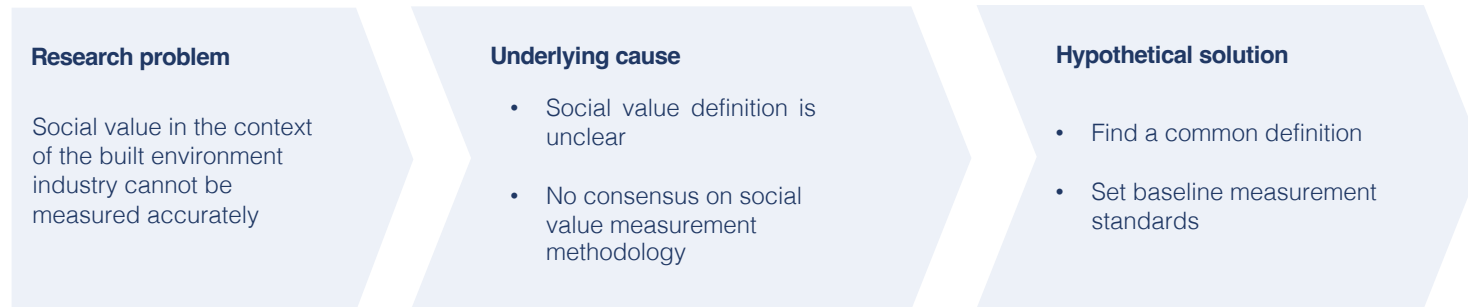 Research problem
Social value in the context
of the built environment
industry cannot be
measured accurately
Underlying cause
• Social value definition is
unclear
• No consensus on social
value measurement
methodology
Hypothetical solution
• Find a common definition
• Set baseline measurement
standards